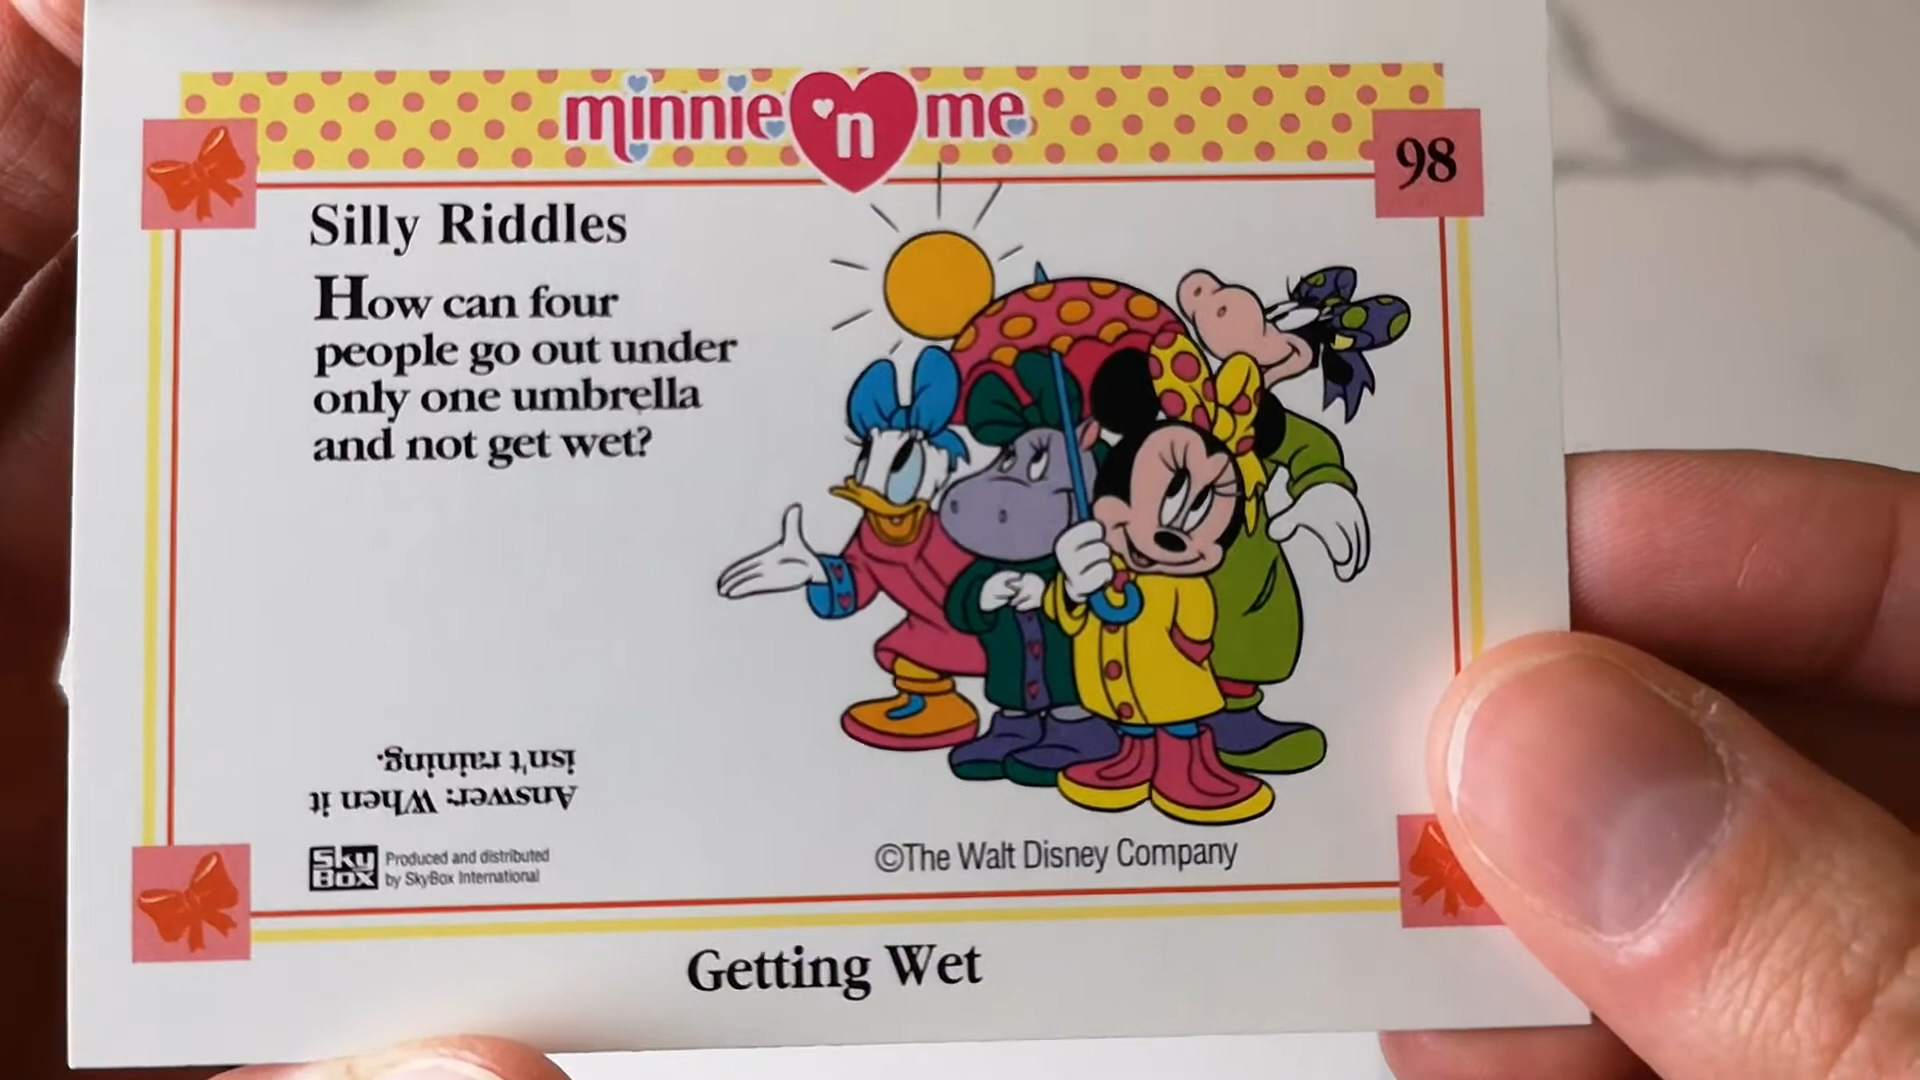 minnie 'n me
98
Silly Riddles
How can four
people go out under
only one umbrella
and not get wet?
Answer: When it
isn't raining.
SkyBox
Produced and distributed
by SkyBox International
©The Walt Disney Company
Getting Wet